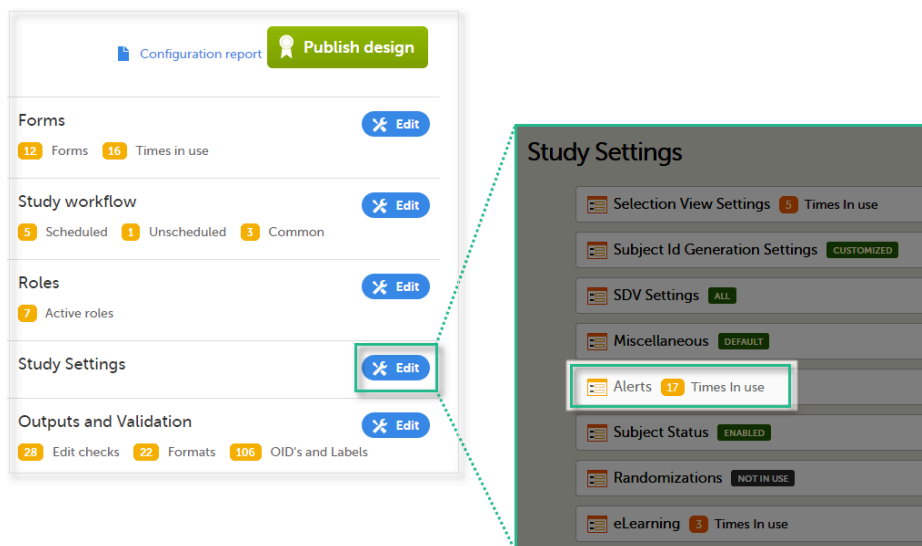 Configuration report
Publish design
Forms
Edit
12 Forms 16 Times in use
Study workflow
Edit
5 Scheduled 1 Unscheduled 3 Common
Roles
Edit
7 Active roles
Study Settings
Edit
Outputs and Validation
Edit
28 Edit checks 22 Formats 106 OID's and Labels
Study Settings
Selection View Settings 5 Times In use
Subject Id Generation Settings CUSTOMIZED
SDV Settings ALL
Miscellaneous DEFAULT
Alerts 17 Times In use
Subject Status ENABLED
Randomizations NOT IN USE
eLearning 3 Times In use